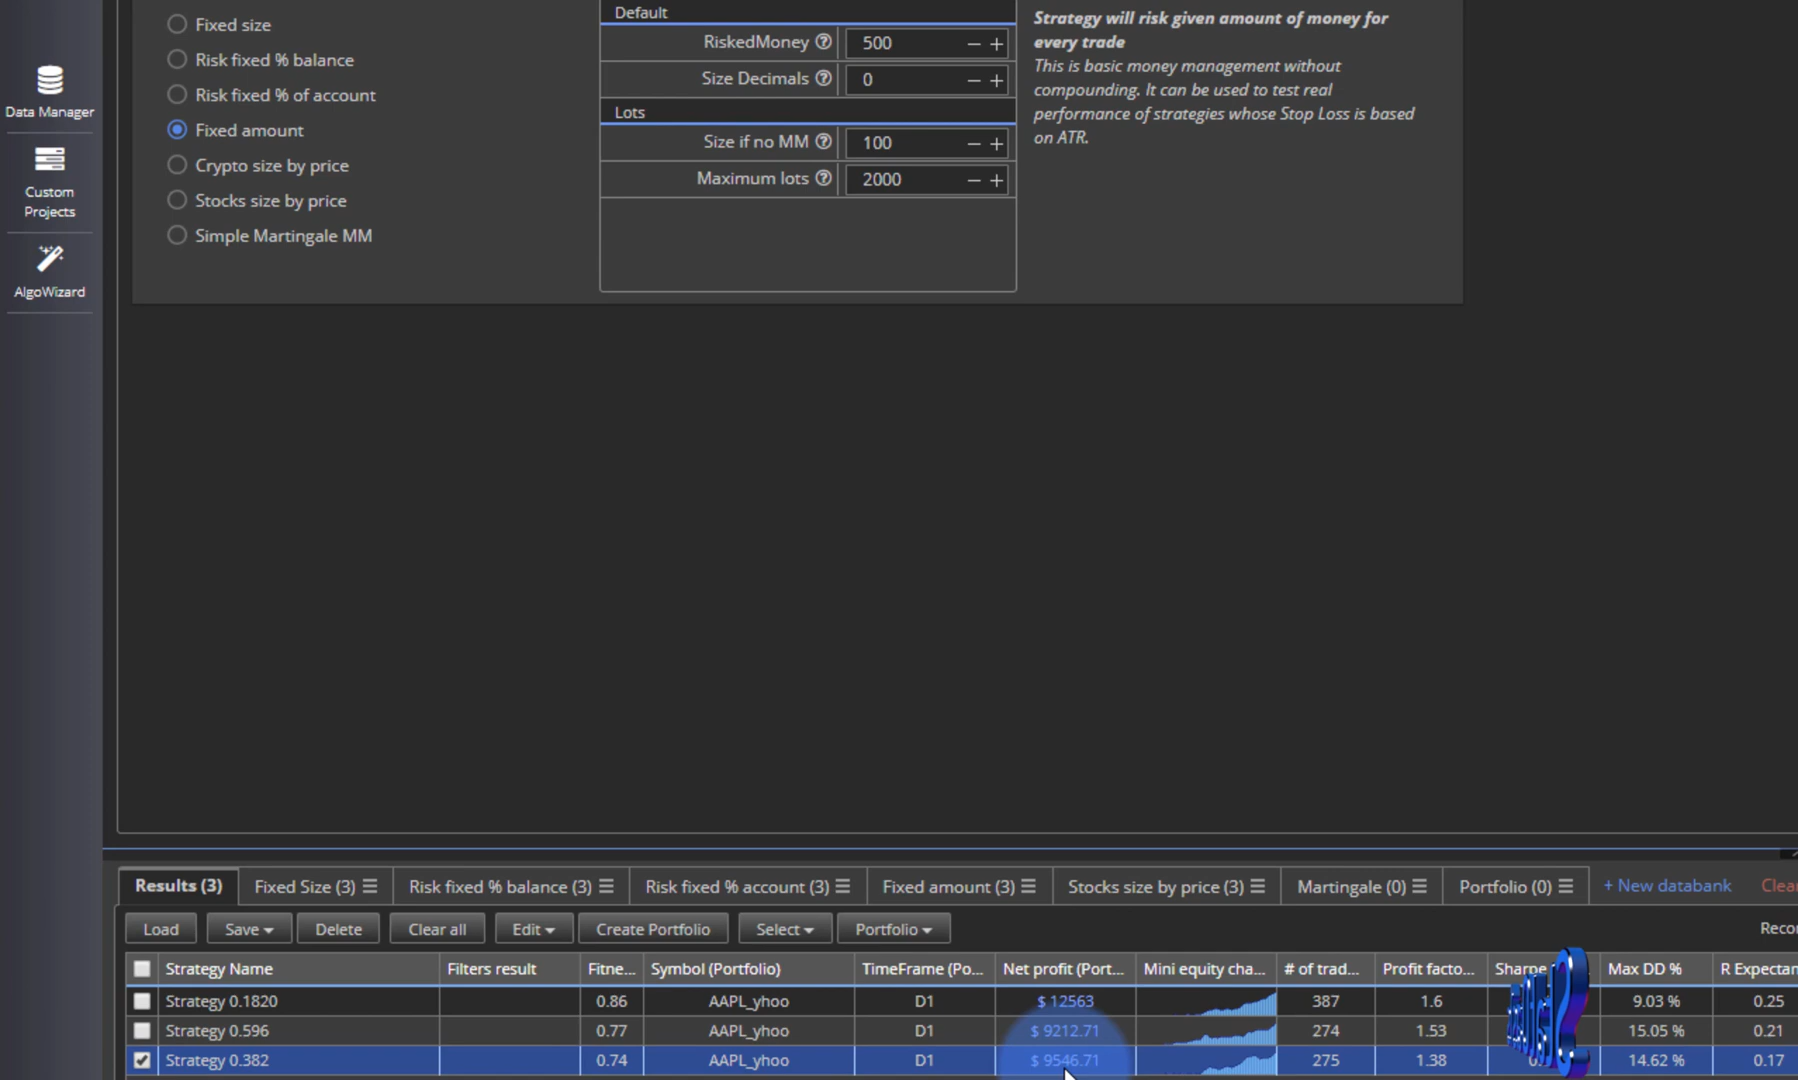 Data Manager
Custom
Projects
AlgoWizard
Fixed size
Risk fixed % balance
Risk fixed % of account
Fixed amount
Crypto size by price
Stocks size by price
Simple Martingale MM
Default
RiskedMoney ? 500 − +
Size Decimals ? 0 − +
Lots
Size if no MM ? 100 − +
Maximum lots ? 2000 − +
Strategy will risk given amount of money for
every trade
This is basic money management without
compounding. It can be used to test real
performance of strategies whose Stop Loss is based
on ATR.
Results (3) Fixed Size (3) Risk fixed % balance (3) Risk fixed % account (3) Fixed amount (3) Stocks size by price (3) Martingale (0) Portfolio (0) + New databank Clea
Load Save Delete Clear all Edit Create Portfolio Select Portfolio Reco
Strategy Name Filters result Fitne... Symbol (Portfolio) TimeFrame (Po... Net profit (Port... Mini equity cha... # of trad... Profit facto... Sharpe Max DD % R Expectan
Strategy 0.1820 0.86 AAPL_yhoo D1 $ 12563 387 1.6 9.03 % 0.25
Strategy 0.596 0.77 AAPL_yhoo D1 $ 9212.71 274 1.53 15.05 % 0.21
Strategy 0.382 0.74 AAPL_yhoo D1 $ 9546.71 275 1.38 14.62 % 0.17